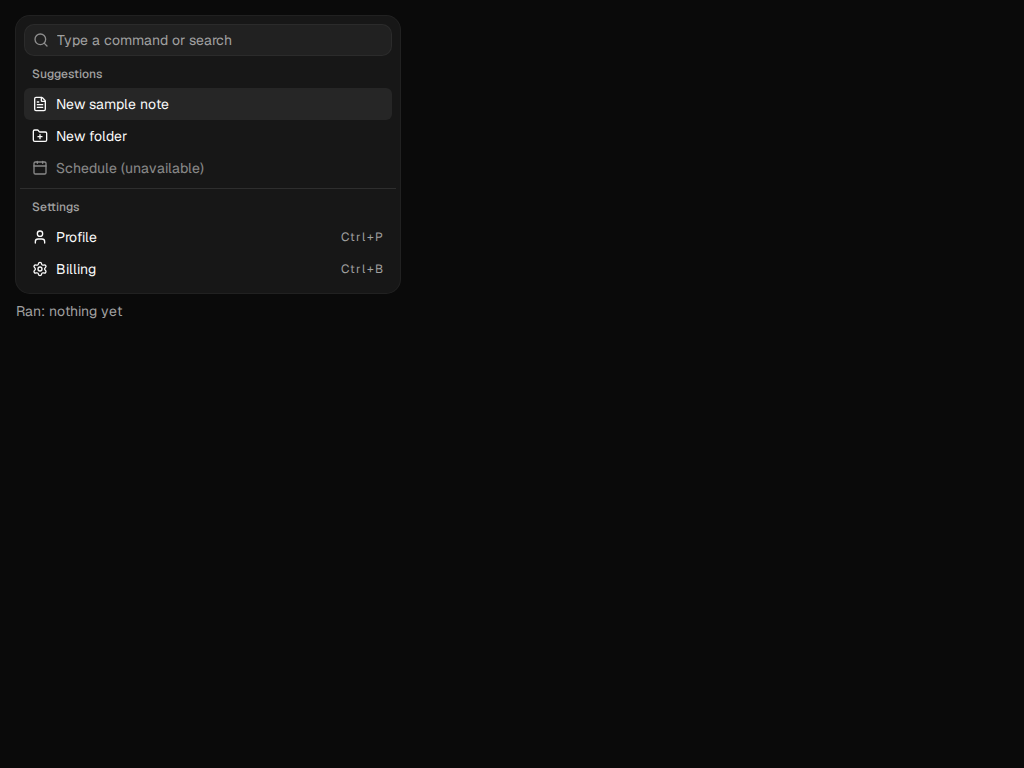 Type a command or search
Suggestions
New sample note
New folder
Schedule (unavailable)
Settings
Profile Ctrl+P
Billing Ctrl+B
Ran: nothing yet